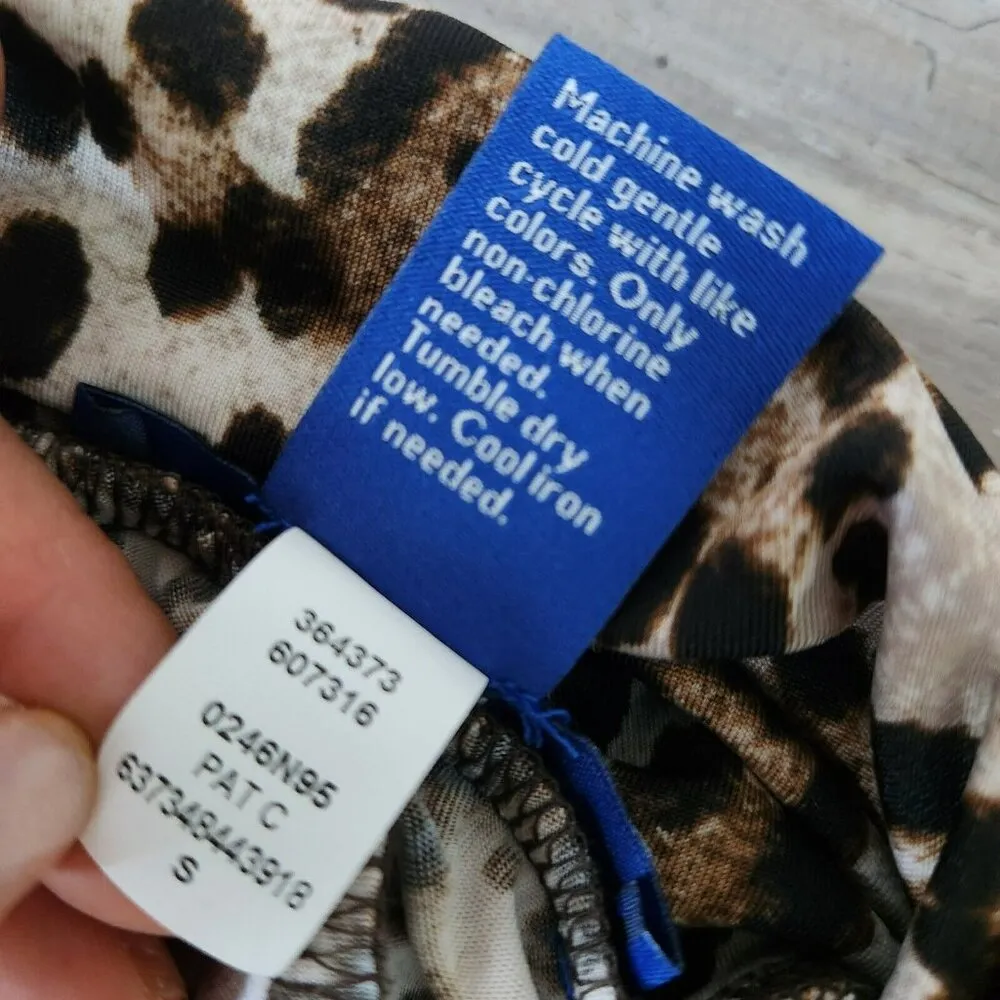 Machine wash
cold gentle
cycle with like
colors. Only
non-chlorine
bleach when
needed.
Tumble dry
low. Cool iron
if needed.
364373
607316
0246N95
PAT C
637348443918
S